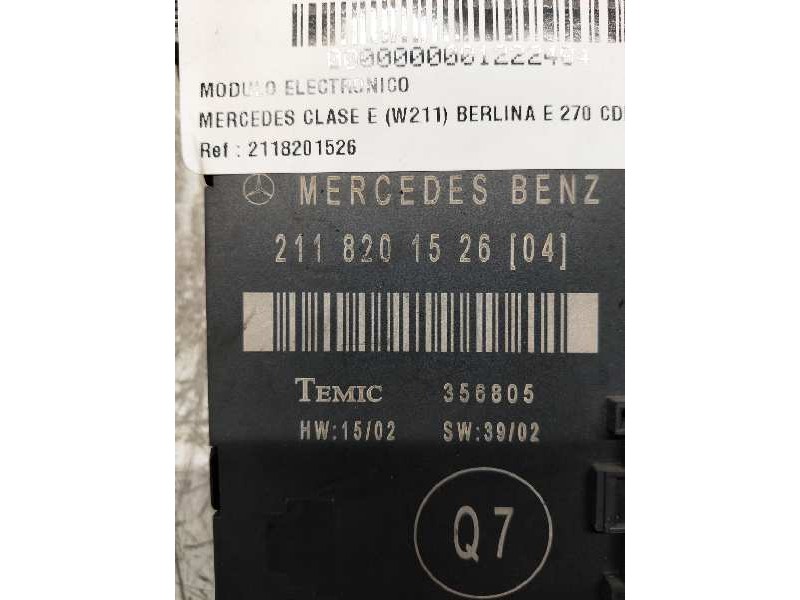 MODULO ELECTRONICO
MERCEDES CLASE E (W211) BERLINA E 270 CD
Ref : 2118201526
MERCEDES BENZ
211 820 15 26 [04]
TEMIC 356805
HW:15/02 SW:39/02
Q7